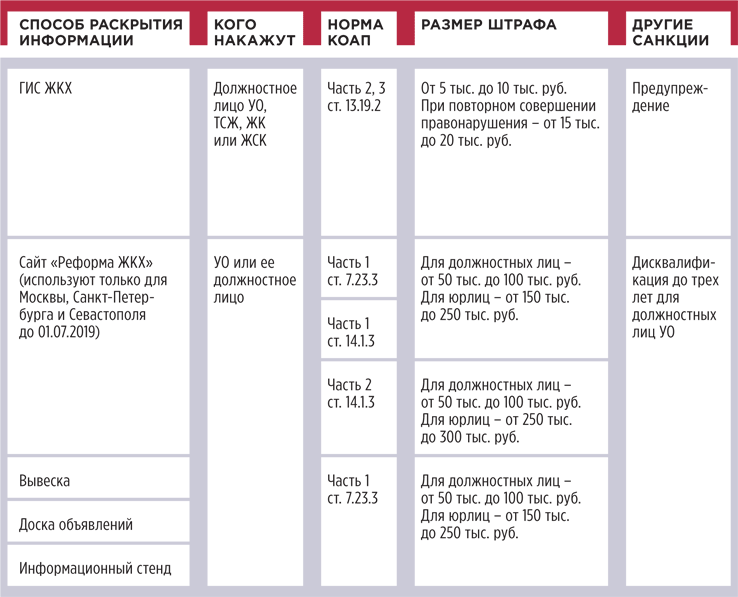 СПОСОБ РАСКРЫТИЯ
ИНФОРМАЦИИ
КОГО
НАКАЖУТ
НОРМА
КОАП
РАЗМЕР ШТРАФА
ДРУГИЕ
САНКЦИИ
ГИС ЖКХ
Должностное
лицо УО,
ТСЖ, ЖК
или ЖСК
Часть 2, 3
ст. 13.19.2
От 5 тыс. до 10 тыс. руб.
При повторном совершении
правонарушения – от 15 тыс.
до 20 тыс. руб.
Предупреж-
дение
Сайт «Реформа ЖКХ»
(используют только для
Москвы, Санкт-Петер-
бурга и Севастополя
до 01.07.2019)
УО или ее
должностное
лицо
Часть 1
ст. 7.23.3
Часть 1
ст. 14.1.3
Для должностных лиц –
от 50 тыс. до 100 тыс. руб.
Для юрлиц – от 150 тыс.
до 250 тыс. руб.
Дисквалифи-
кация до трех
лет для
должностных
лиц УО
Часть 2
ст. 14.1.3
Для должностных лиц –
от 50 тыс. до 100 тыс. руб.
Для юрлиц – от 250 тыс.
до 300 тыс. руб.
Вывеска
Доска объявлений
Информационный стенд
Часть 1
ст. 7.23.3
Для должностных лиц –
от 50 тыс. до 100 тыс. руб.
Для юрлиц – от 150 тыс.
до 250 тыс. руб.